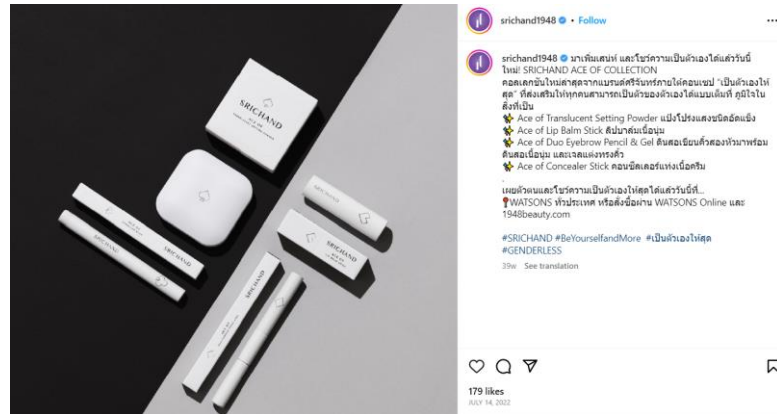 SRICHAND
SRICHAND
SRICHAND
SRICHAND
SRICHAND
SRICHAND
SRICHAND
srichand1948 • Follow
srichand1948 มาเพิ่มเสน่ห์ และโชว์ความเป็นตัวเองได้แล้ววันนี้
ใหม่! SRICHAND ACE OF COLLECTION
คอลเลกชันใหม่ล่าสุดจากแบรนด์ศรีจันทร์ภายใต้คอนเซป “เป็นตัวเองให้
สุด” ที่ส่งเสริมให้ทุกคนสามารถเป็นตัวของตัวเองได้แบบเต็มที่ ภูมิใจใน
สิ่งที่เป็น
Ace of Translucent Setting Powder แป้งโปร่งแสงชนิดอัดแข็ง
Ace of Lip Balm Stick ลิปบาล์มเนื้อนุ่ม
Ace of Duo Eyebrow Pencil & Gel ดินสอเขียนคิ้วสองหัวมาพร้อม
ดินสอเนื้อนุ่ม และเจลแต่งทรงคิ้ว
Ace of Concealer Stick คอนซีลเลอร์แท่งเนื้อครีม
.
เผยตัวตนและโชว์ความเป็นตัวเองให้สุดได้แล้ววันนี้ที่...
WATSONS ทั่วประเทศ หรือสั่งซื้อผ่าน WATSONS Online และ
1948beauty.com
#SRICHAND #BeYourselfandMore #เป็นตัวเองให้สุด
#GENDERLESS
39w See translation
179 likes
JULY 14, 2022